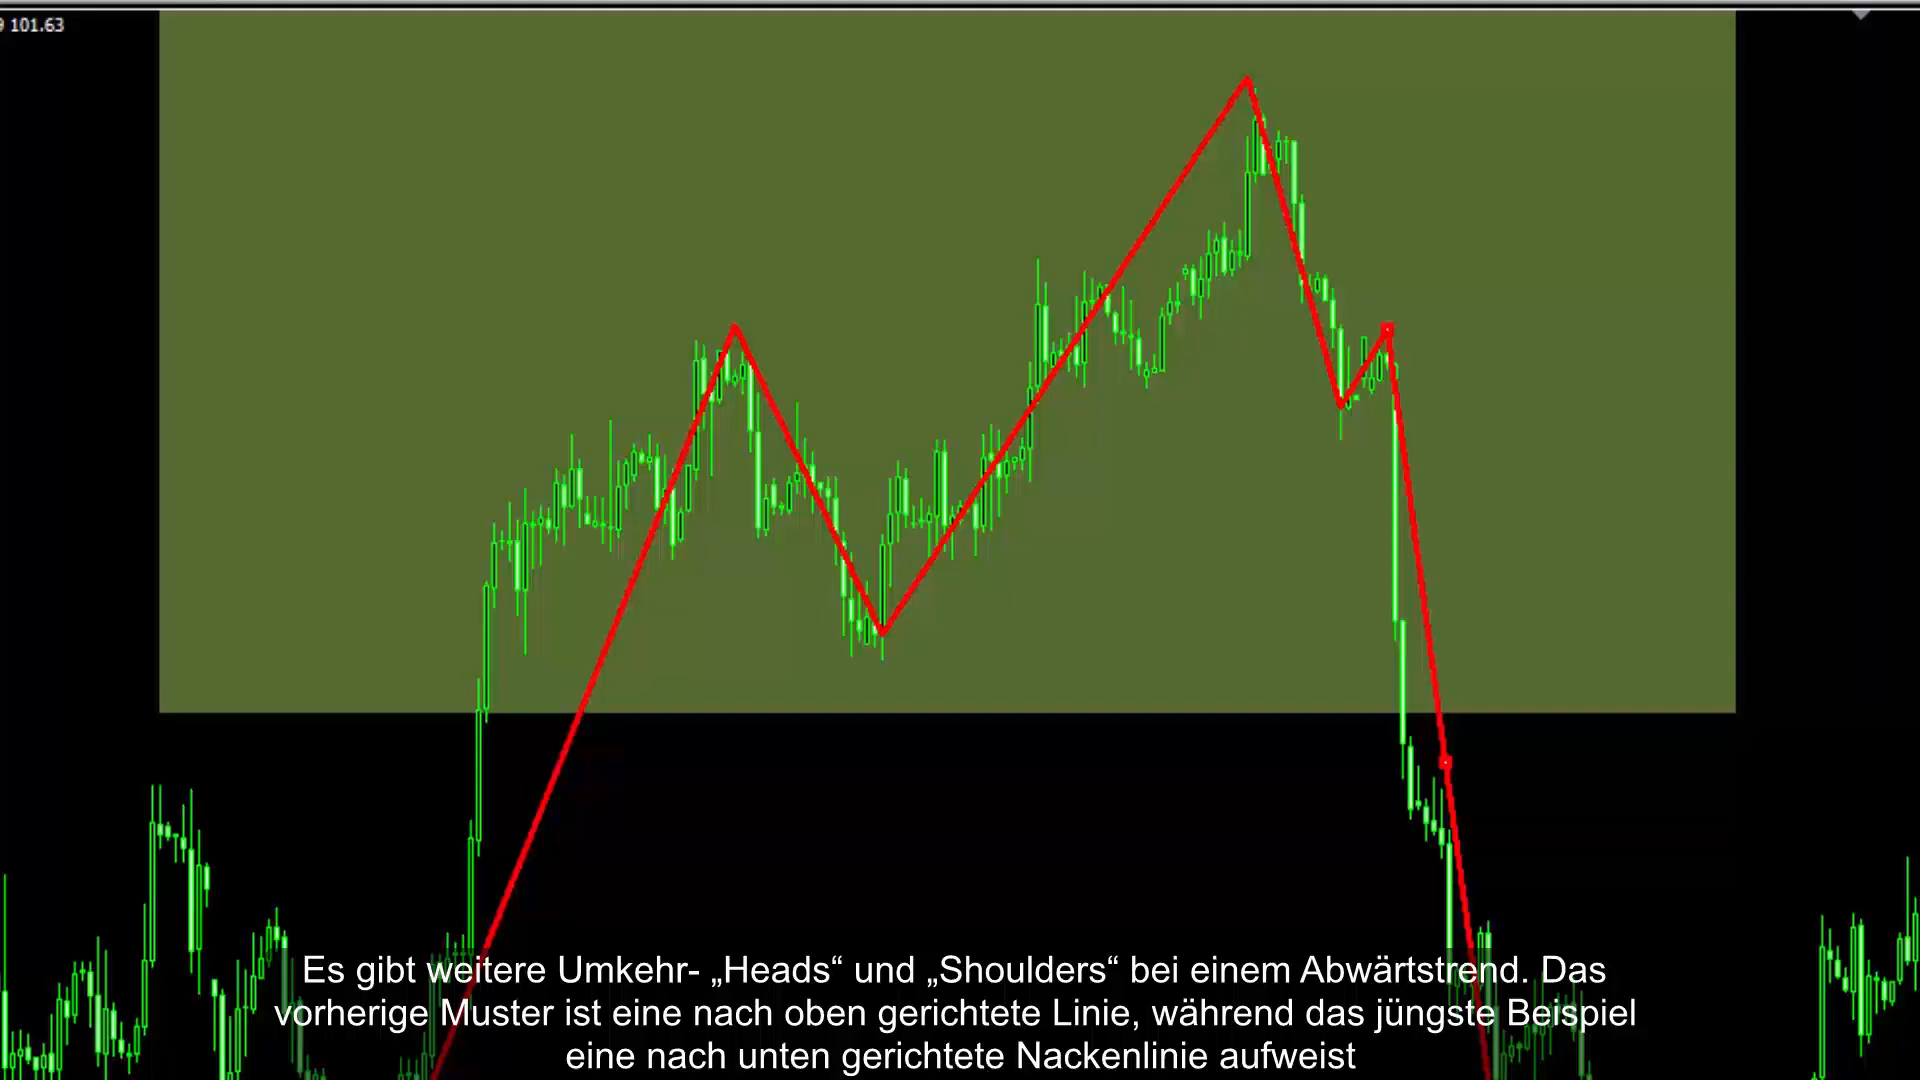 101.63
Es gibt weitere Umkehr- „Heads“ und „Shoulders“ bei einem Abwärtstrend. Das
vorherige Muster ist eine nach oben gerichtete Linie, während das jüngste Beispiel
eine nach unten gerichtete Nackenlinie aufweist